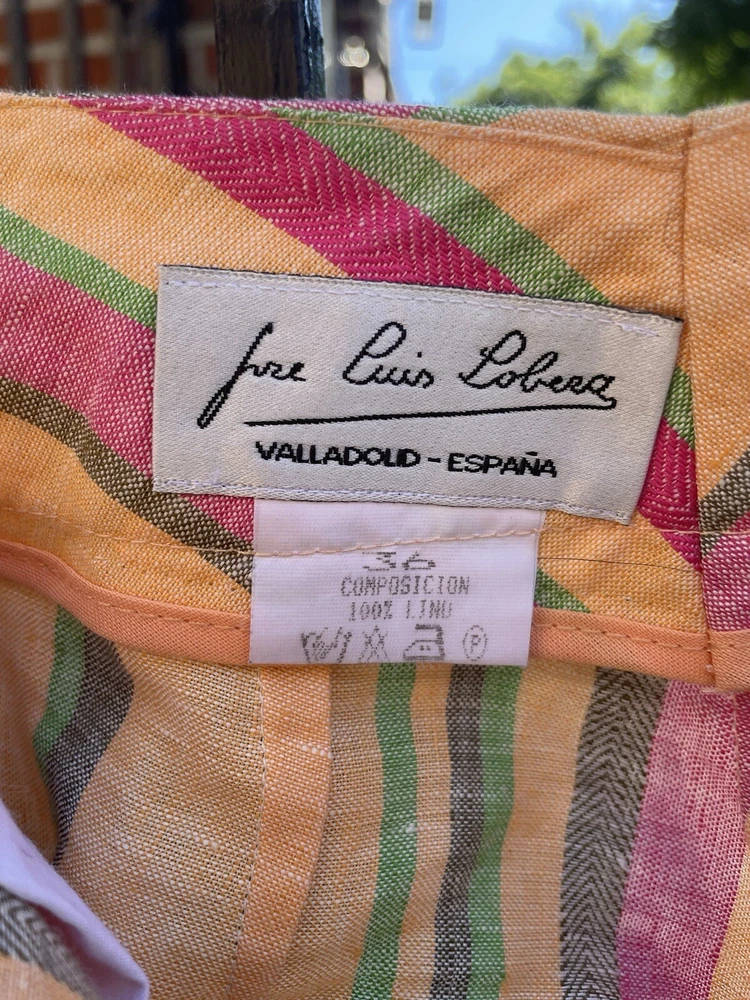 Jose Luis Lobera
VALLADOLID - ESPAÑA
36
COMPOSICION
100% LINO
P